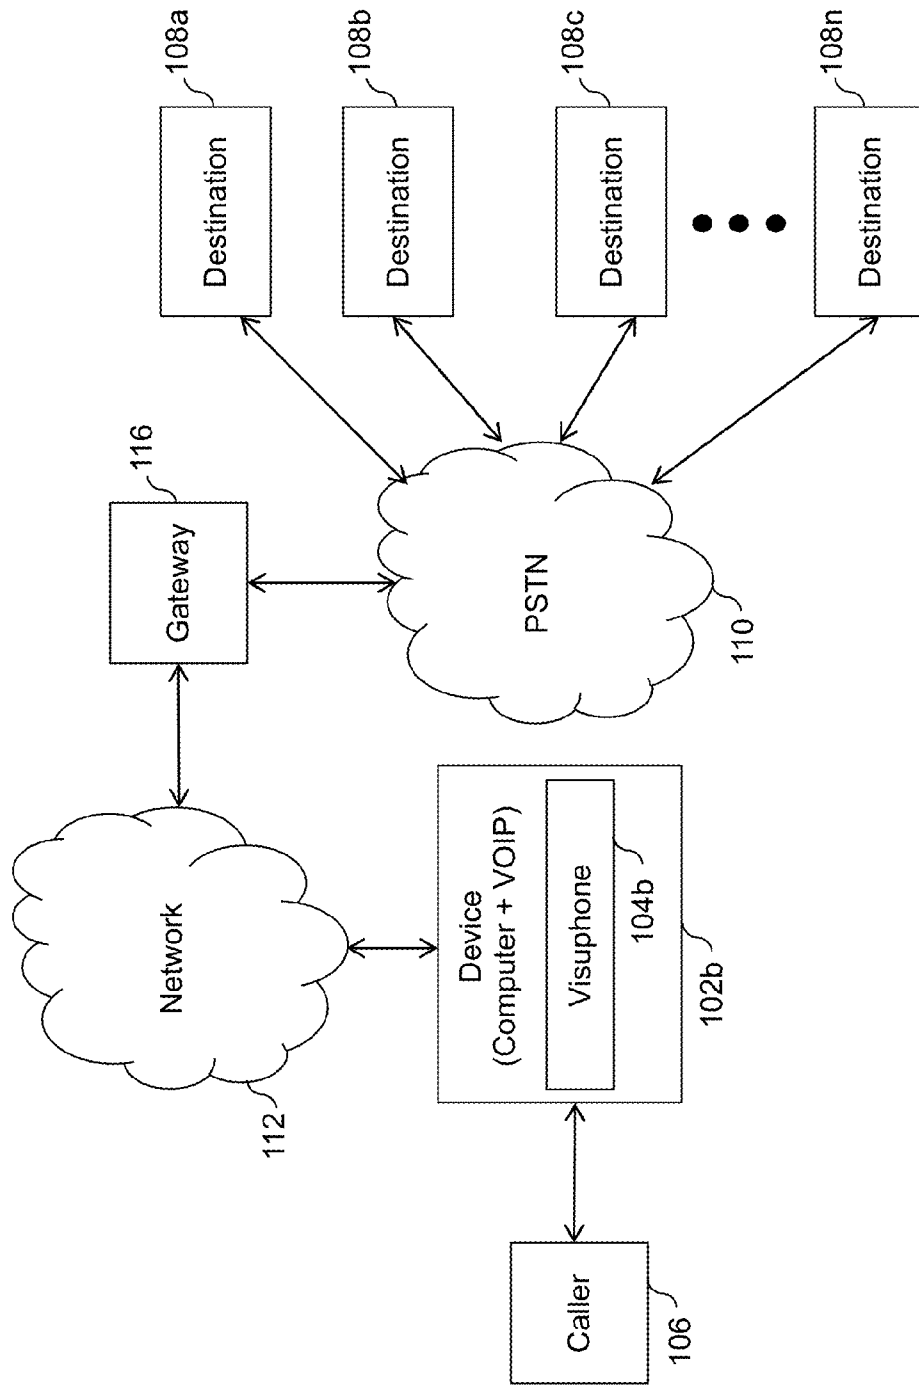 Caller
106
Device
(Computer + VOIP)
Visuphone
104b
102b
Network
112
Gateway
116
PSTN
110
Destination
108a
Destination
108b
Destination
108c
Destination
108n